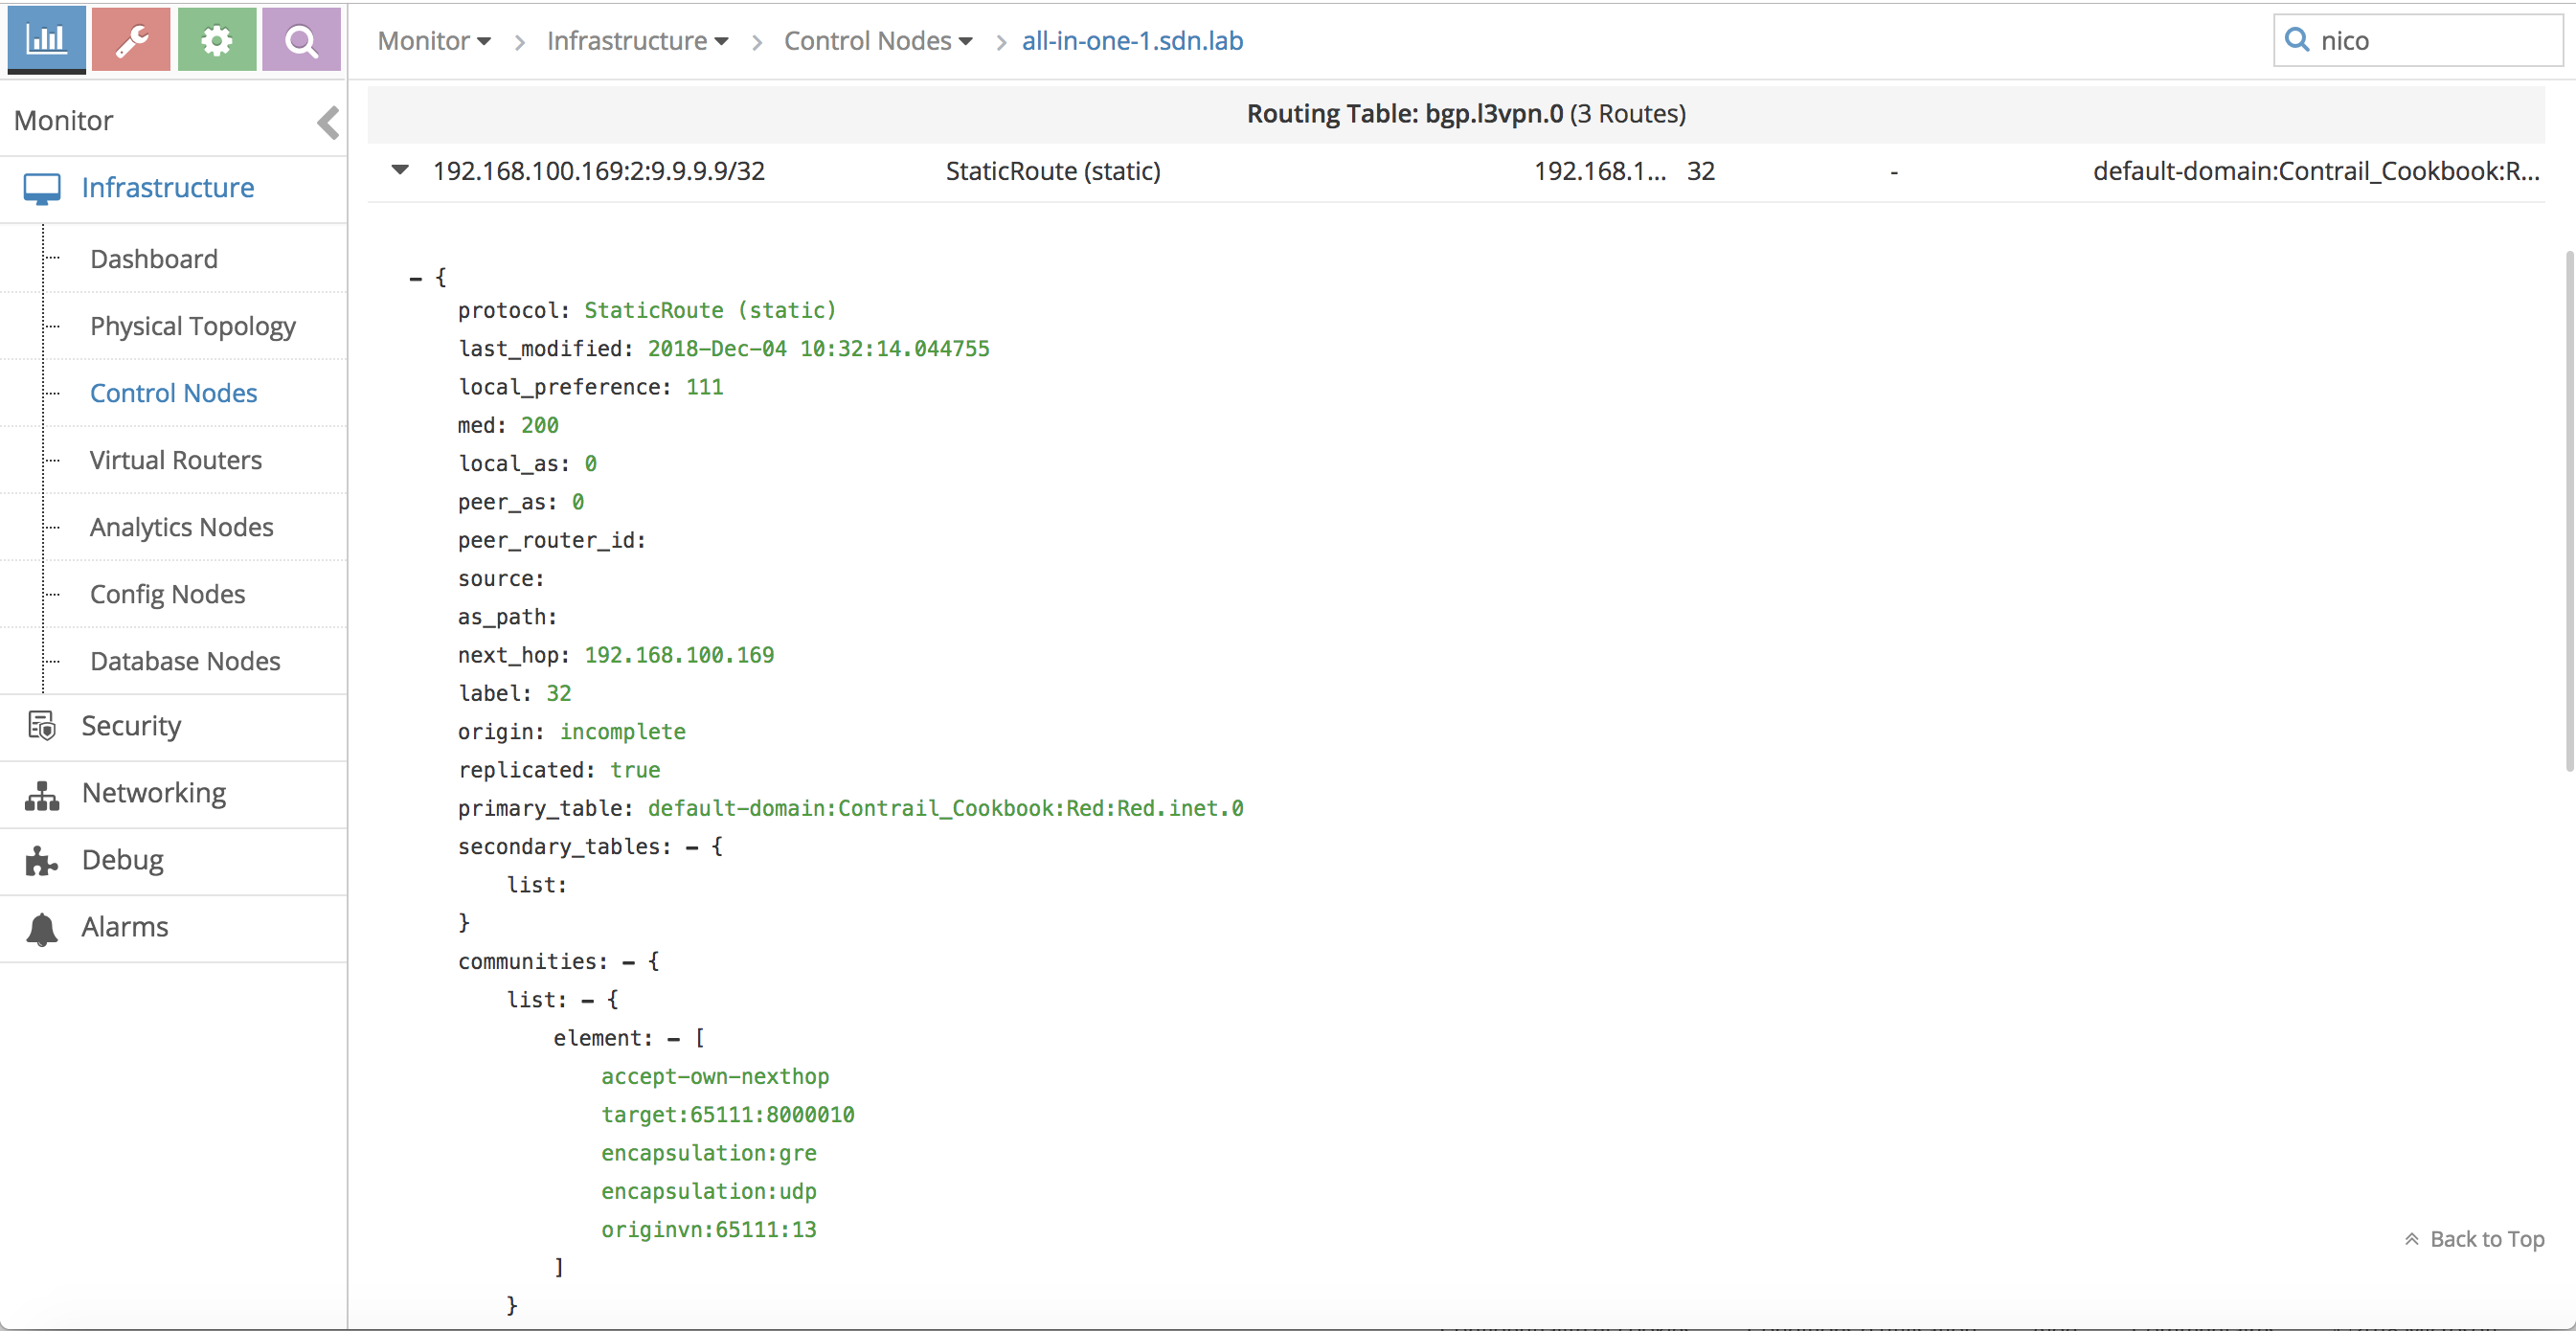 Monitor > Infrastructure > Control Nodes > all-in-one-1.sdn.lab
nico
Monitor
Infrastructure
Dashboard
Physical Topology
Control Nodes
Virtual Routers
Analytics Nodes
Config Nodes
Database Nodes
Security
Networking
Debug
Alarms
Routing Table: bgp.l3vpn.0 (3 Routes)
192.168.100.169:2:9.9.9.9/32 StaticRoute (static) 192.168.1... 32 - default-domain:Contrail_Cookbook:R...
– {
protocol: StaticRoute (static)
last_modified: 2018-Dec-04 10:32:14.044755
local_preference: 111
med: 200
local_as: 0
peer_as: 0
peer_router_id:
source:
as_path:
next_hop: 192.168.100.169
label: 32
origin: incomplete
replicated: true
primary_table: default-domain:Contrail_Cookbook:Red:Red.inet.0
secondary_tables: – {
list:
}
communities: – {
list: – {
element: – [
accept-own-nexthop
target:65111:8000010
encapsulation:gre
encapsulation:udp
originvn:65111:13
]
}
Back to Top